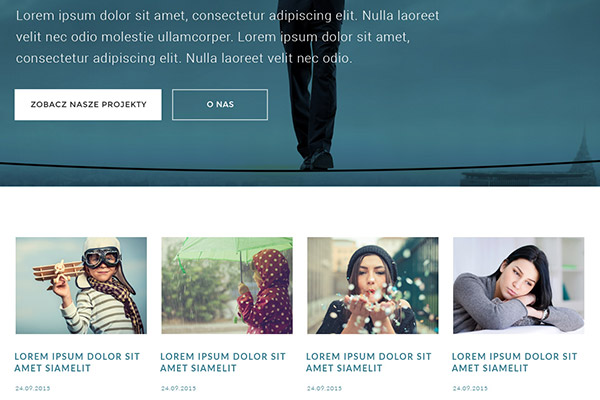 Lorem ipsum dolor sit amet, consectetur adipiscing elit. Nulla laoreet
velit nec odio molestie ullamcorper. Lorem ipsum dolor sit amet,
consectetur adipiscing elit. Nulla laoreet velit nec odio.
ZOBACZ NASZE PROJEKTY
O NAS
LOREM IPSUM DOLOR SIT
AMET SIAMELIT
24.09.2015
LOREM IPSUM DOLOR SIT
AMET SIAMELIT
24.09.2015
LOREM IPSUM DOLOR SIT
AMET SIAMELIT
24.09.2015
LOREM IPSUM DOLOR SIT
AMET SIAMELIT
24.09.2015